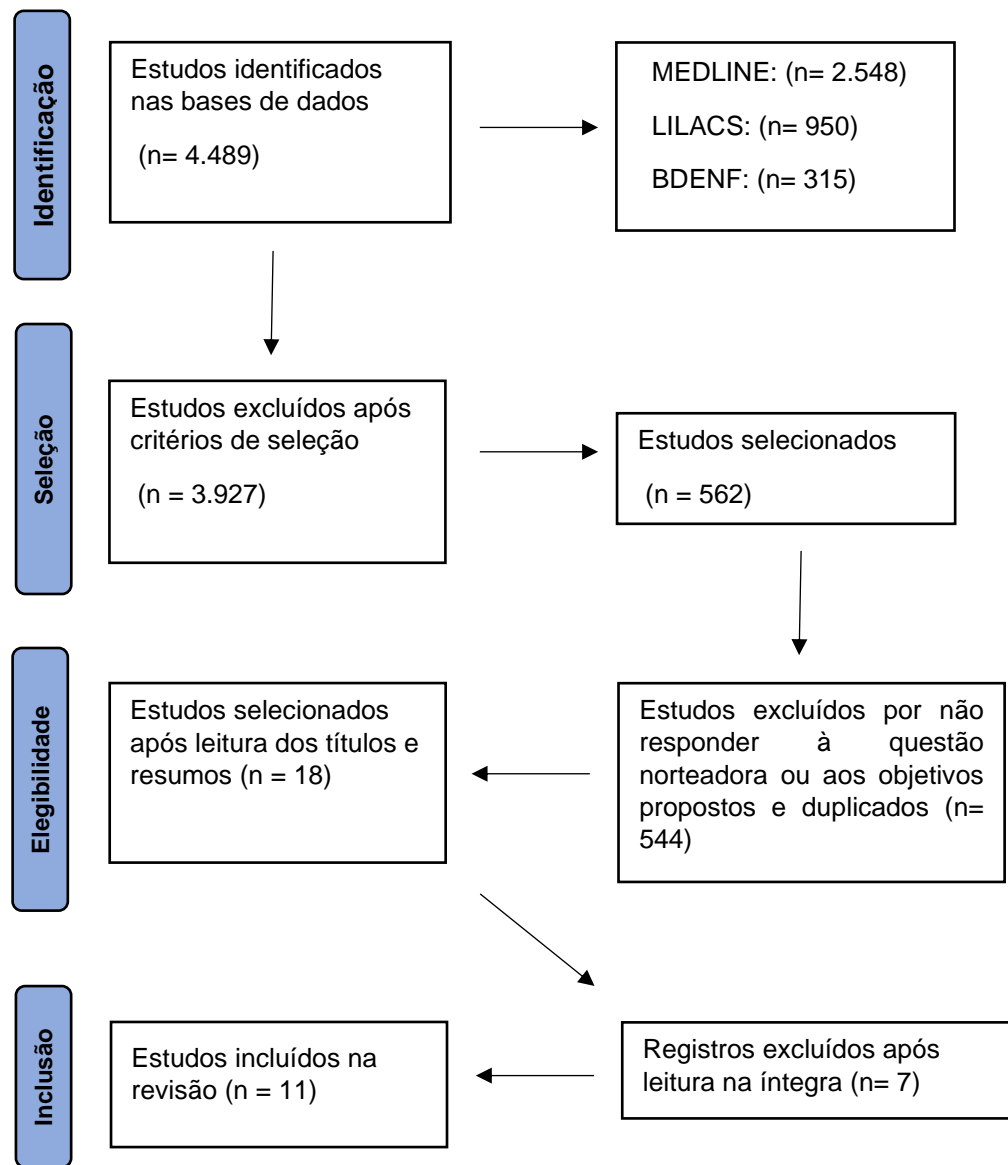 Identificação
Estudos identificados
nas bases de dados
(n= 4.489)
MEDLINE: (n= 2.548)
LILACS: (n= 950)
BDENF: (n= 315)
Seleção
Estudos excluídos após
critérios de seleção
(n = 3.927)
Estudos selecionados
(n = 562)
Elegibilidade
Estudos selecionados
após leitura dos títulos e
resumos (n = 18)
Estudos excluídos por não
responder à questão
norteadora ou aos objetivos
propostos e duplicados (n=
544)
Inclusão
Estudos incluídos na
revisão (n = 11)
Registros excluídos após
leitura na íntegra (n= 7)